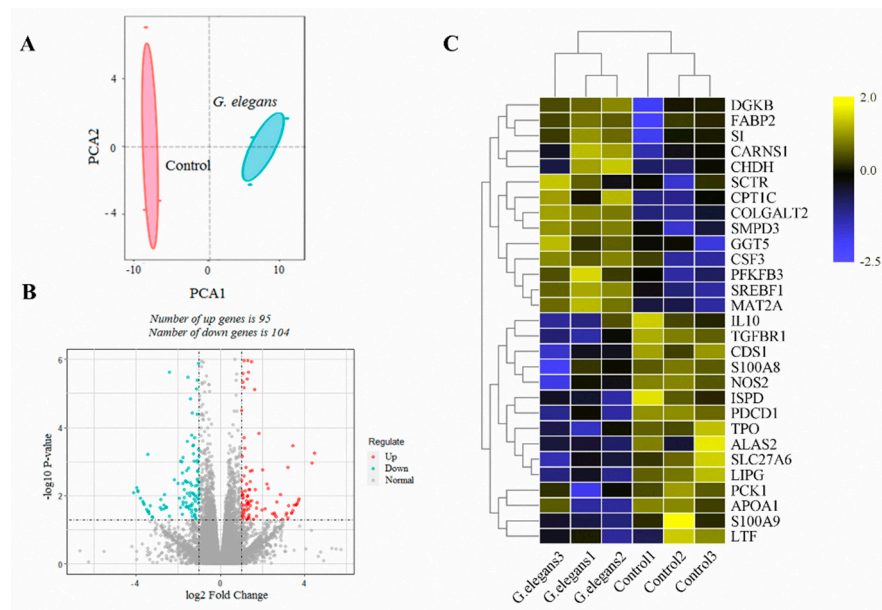 A
G. elegans
Control
PCA2
4
0
-4
-10
0
10
PCA1
B
Number of up genes is 95
Number of down genes is 104
-log10 P-value
6
5
4
3
2
1
0
-4
0
4
log2 Fold Change
Regulate
Up
Down
Normal
C
DGKB
FABP2
SI
CARNS1
CHDH
SCTR
CPT1C
COLGALT2
SMPD3
GGT5
CSF3
PFKFB3
SREBF1
MAT2A
IL10
TGFBR1
CDS1
S100A8
NOS2
ISPD
PDCD1
TPO
ALAS2
SLC27A6
LIPG
PCK1
APOA1
S100A9
LTF
G.elegans3
G.elegans1
G.elegans2
Control1
Control2
Control3
2.0
0.0
-2.5